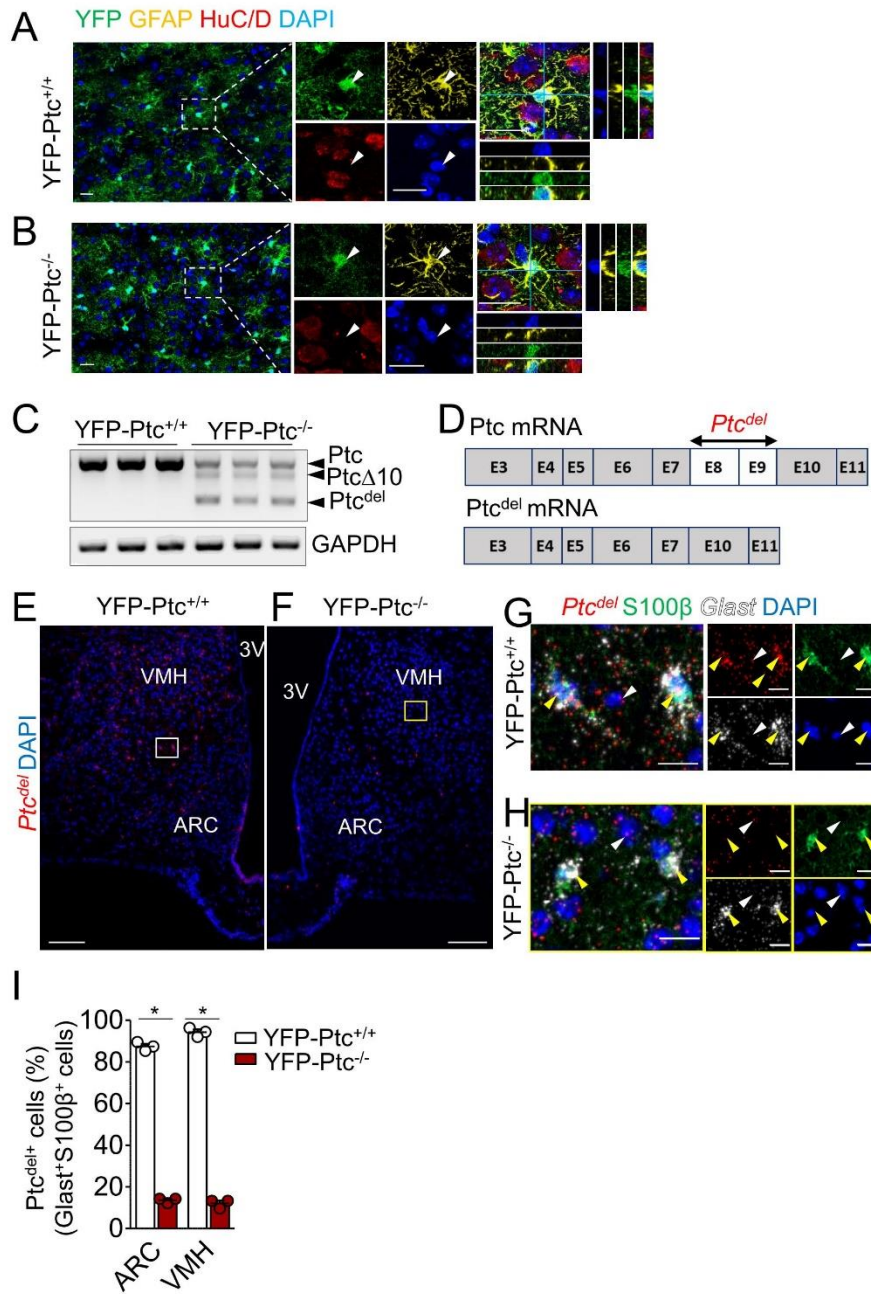 A
YFP GFAP HuC/D DAPI
YFP-Ptc+/+
B
YFP-Ptc-/-
C
YFP-Ptc+/+ YFP-Ptc-/-
Ptc
PtcΔ10
Ptcdel
GAPDH
D
Ptc mRNA
Ptcdel
E3 E4 E5 E6 E7 E8 E9 E10 E11
Ptcdel mRNA
E3 E4 E5 E6 E7 E10 E11
E
YFP-Ptc+/+
Ptcdel DAPI
3V
VMH
ARC
F
YFP-Ptc-/-
3V
VMH
ARC
G
Ptcdel S100β Glast DAPI
YFP-Ptc+/+
H
YFP-Ptc-/-
I
Ptcdel+ cells (%)
(Glast+S100β+ cells)
100
80
60
40
20
0
* *
YFP-Ptc+/+
YFP-Ptc-/-
ARC
VMH